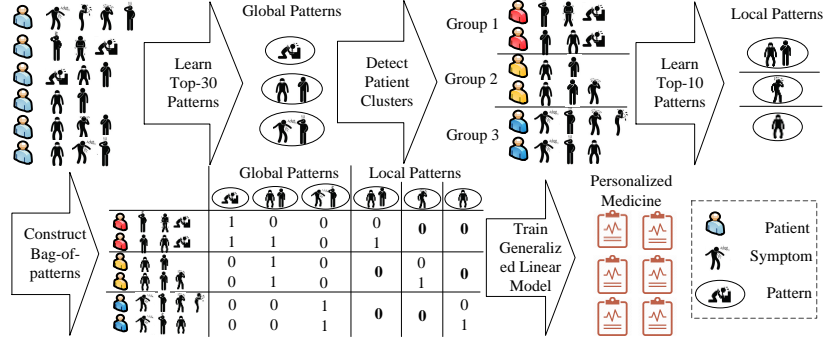 Global Patterns
Local Patterns
Learn
Top-30
Patterns
Detect
Patient
Clusters
Group 1
Group 2
Group 3
Learn
Top-10
Patterns
Construct
Bag-of-
patterns
Global Patterns Local Patterns
1 0 0 0 0 0
1 1 0 1
0 1 0 0 0 0
0 1 0 1
0 0 1 0 0 0
0 0 1 1
Train
Generaliz
ed Linear
Model
Personalized
Medicine
Patient
Symptom
Pattern